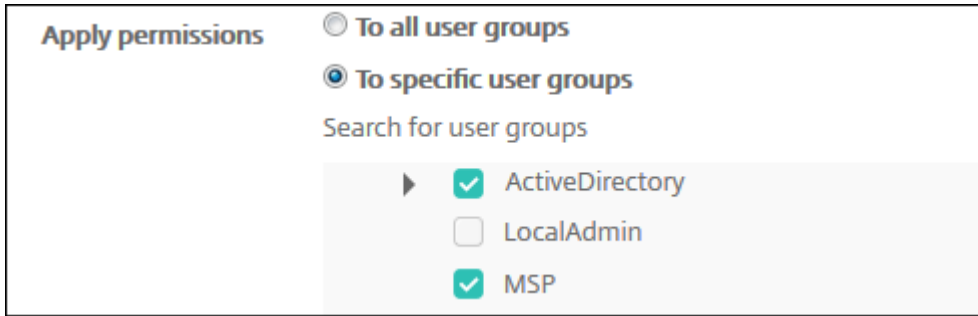 Apply permissions
To all user groups
To specific user groups
Search for user groups
ActiveDirectory
LocalAdmin
MSP